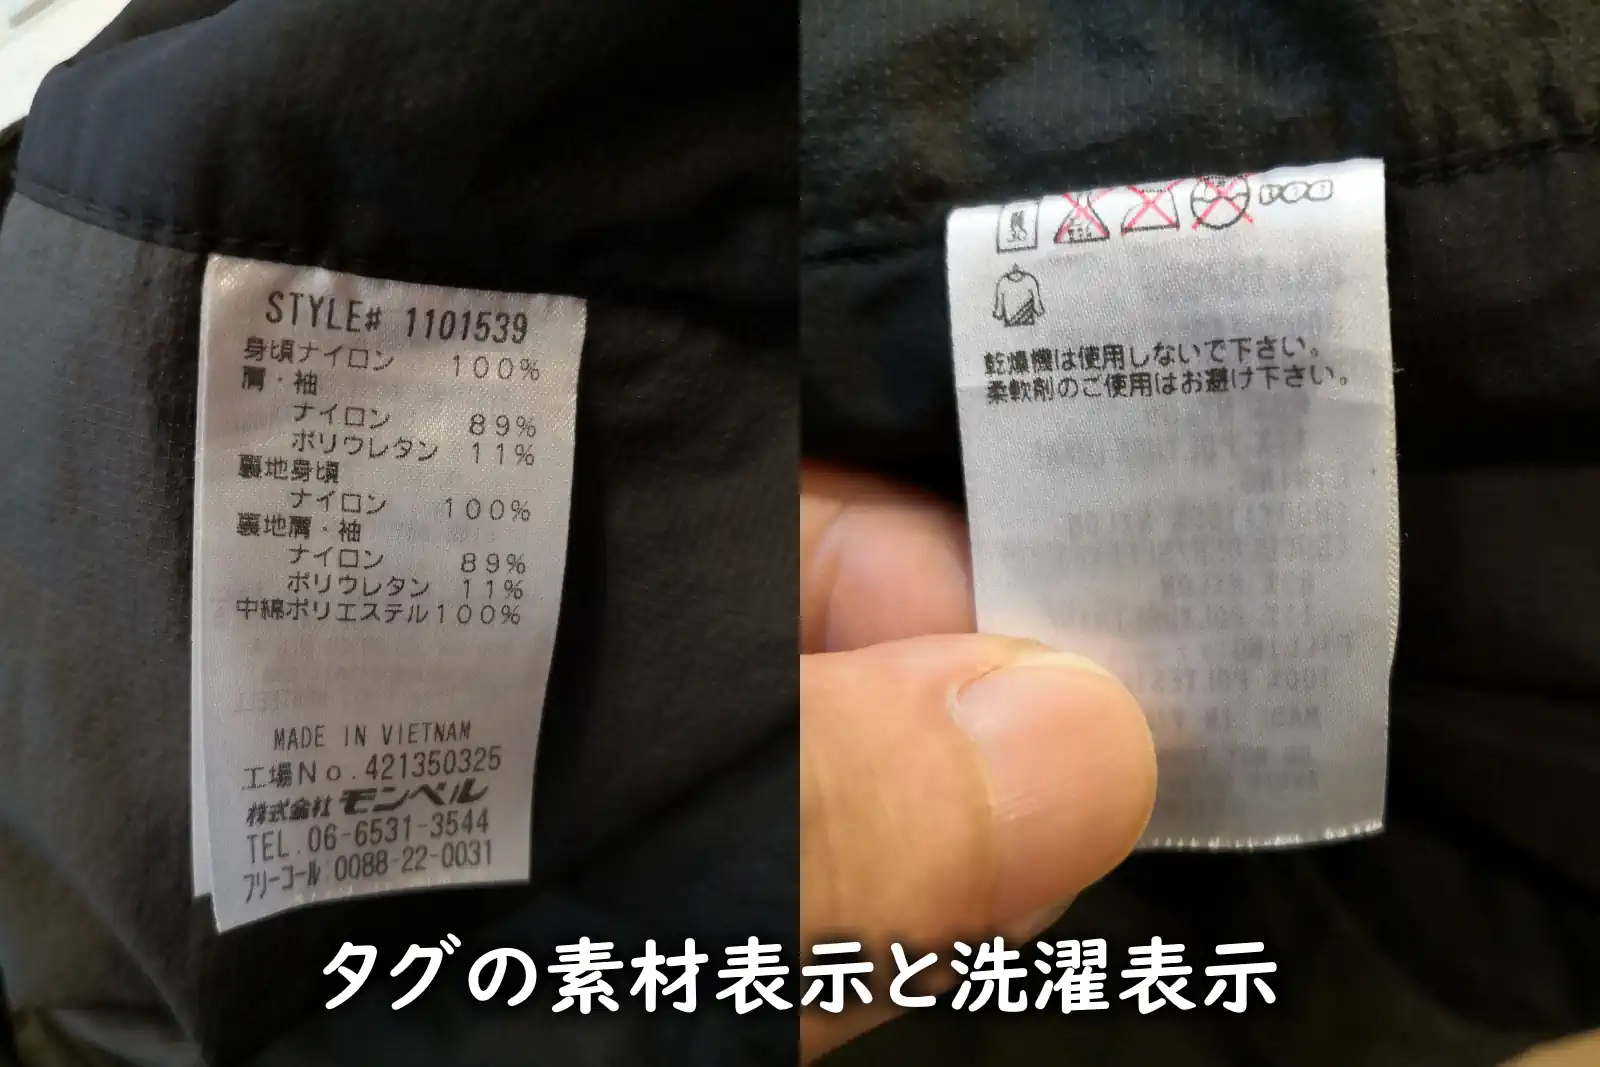 STYLE# 1101539
身頃ナイロン 100%
肩・袖
ナイロン 89%
ポリウレタン 11%
裏地身頃
ナイロン 100%
裏地肩・袖
ナイロン 89%
ポリウレタン 11%
中綿ポリエステル100%
MADE IN VIETNAM
工場No.421350325
株式会社モンベル
TEL.06-6531-3544
フリーコール:0088-22-0031
30
乾燥機は使用しないで下さい。
柔軟剤のご使用はお避け下さい。
タグの素材表示と洗濯表示